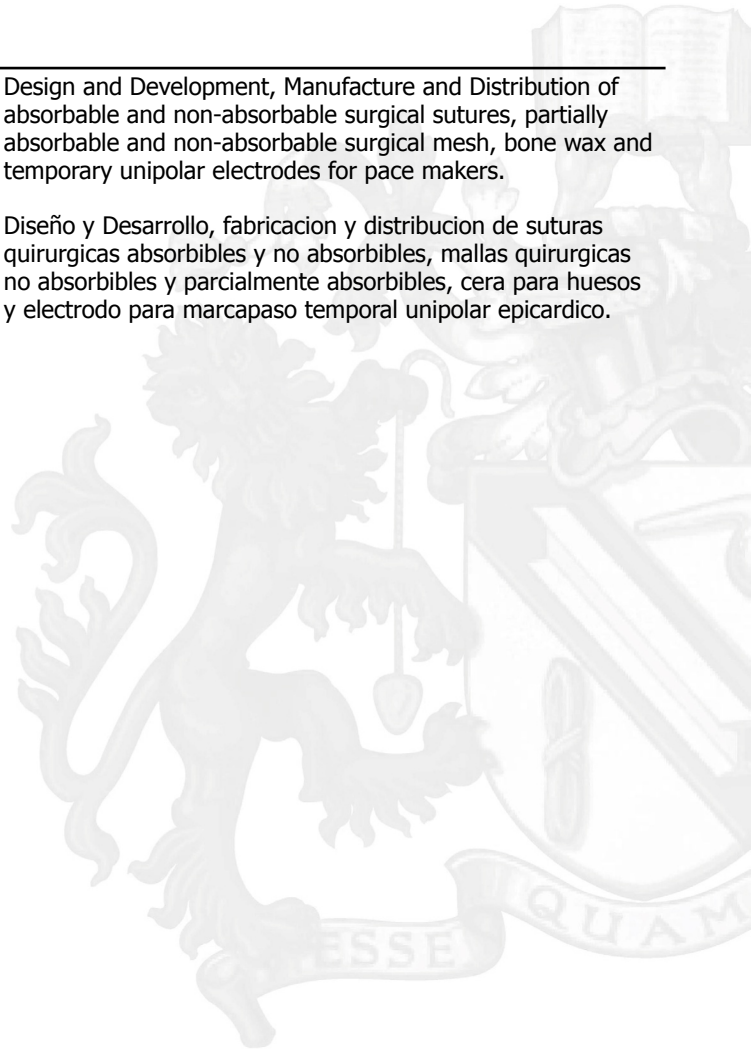 Design and Development, Manufacture and Distribution of
absorbable and non-absorbable surgical sutures, partially
absorbable and non-absorbable surgical mesh, bone wax and
temporary unipolar electrodes for pace makers.
Diseño y Desarrollo, fabricacion y distribucion de suturas
quirurgicas absorbibles y no absorbibles, mallas quirurgicas
no absorbibles y parcialmente absorbibles, cera para huesos
y electrodo para marcapaso temporal unipolar epicardico.
ESSE QUAM